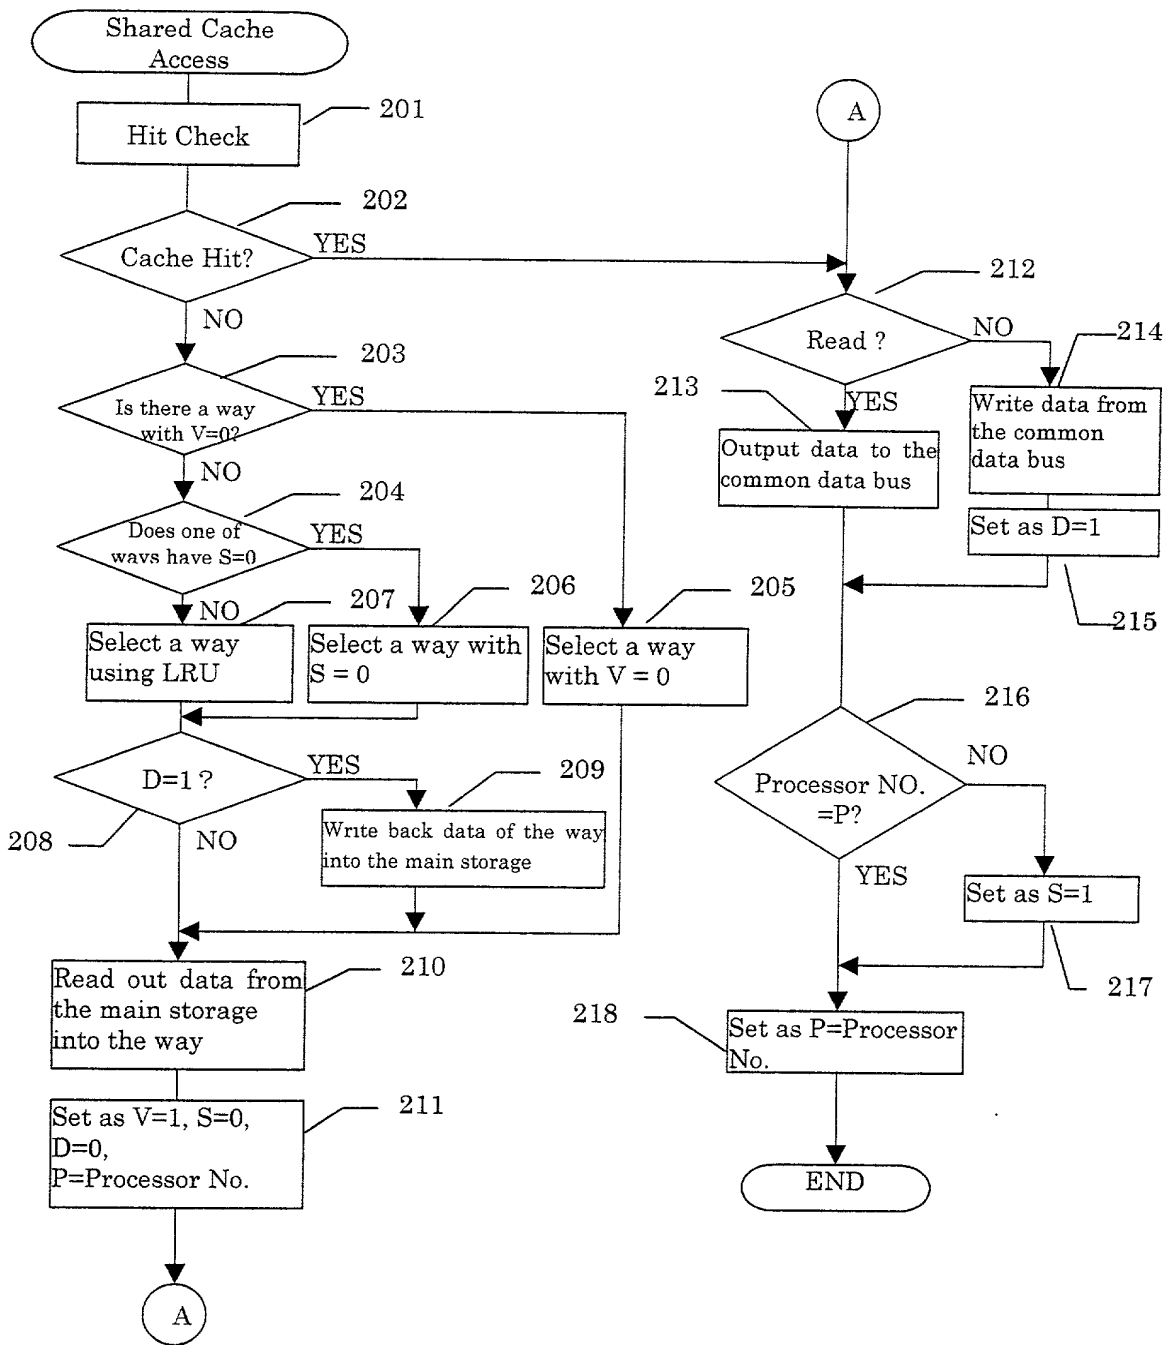 Shared Cache
Access
Hit Check
201
202
Cache Hit?
YES
NO
203
Is there a way
with V=0?
YES
NO
204
Does one of
wavs have S=0
YES
NO
207
Select a way
using LRU
206
Select a way with
S = 0
205
Select a way
with V = 0
D=1 ?
YES
208
NO
209
Write back data of the way
into the main storage
210
Read out data from
the main storage
into the way
211
Set as V=1, S=0,
D=0,
P=Processor No.
A
A
212
Read ?
NO
YES
213
Output data to the
common data bus
214
Write data from
the common
data bus
Set as D=1
215
216
Processor NO.
=P?
NO
YES
Set as S=1
217
218
Set as P=Processor
No.
END